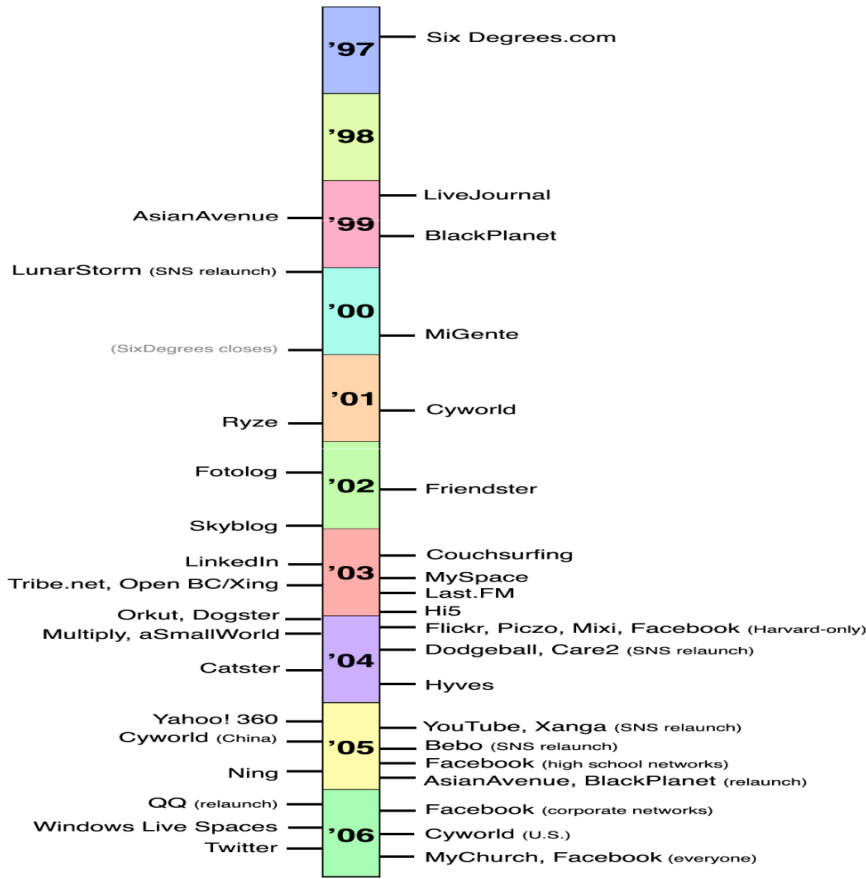 '97
Six Degrees.com
'98
'99
LiveJournal
AsianAvenue
BlackPlanet
LunarStorm (SNS relaunch)
'00
MiGente
(SixDegrees closes)
'01
Cyworld
Ryze
Fotolog
'02
Friendster
Skyblog
Couchsurfing
LinkedIn
'03
MySpace
Tribe.net, Open BC/Xing
Last.FM
Hi5
Orkut, Dogster
Flickr, Piczo, Mixi, Facebook (Harvard-only)
Multiply, aSmallWorld
Dodgeball, Care2 (SNS relaunch)
'04
Catster
Hyves
Yahoo! 360
YouTube, Xanga (SNS relaunch)
Cyworld (China)
'05
Bebo (SNS relaunch)
Facebook (high school networks)
Ning
AsianAvenue, BlackPlanet (relaunch)
QQ (relaunch)
Facebook (corporate networks)
Windows Live Spaces
'06
Cyworld (U.S.)
Twitter
MyChurch, Facebook (everyone)